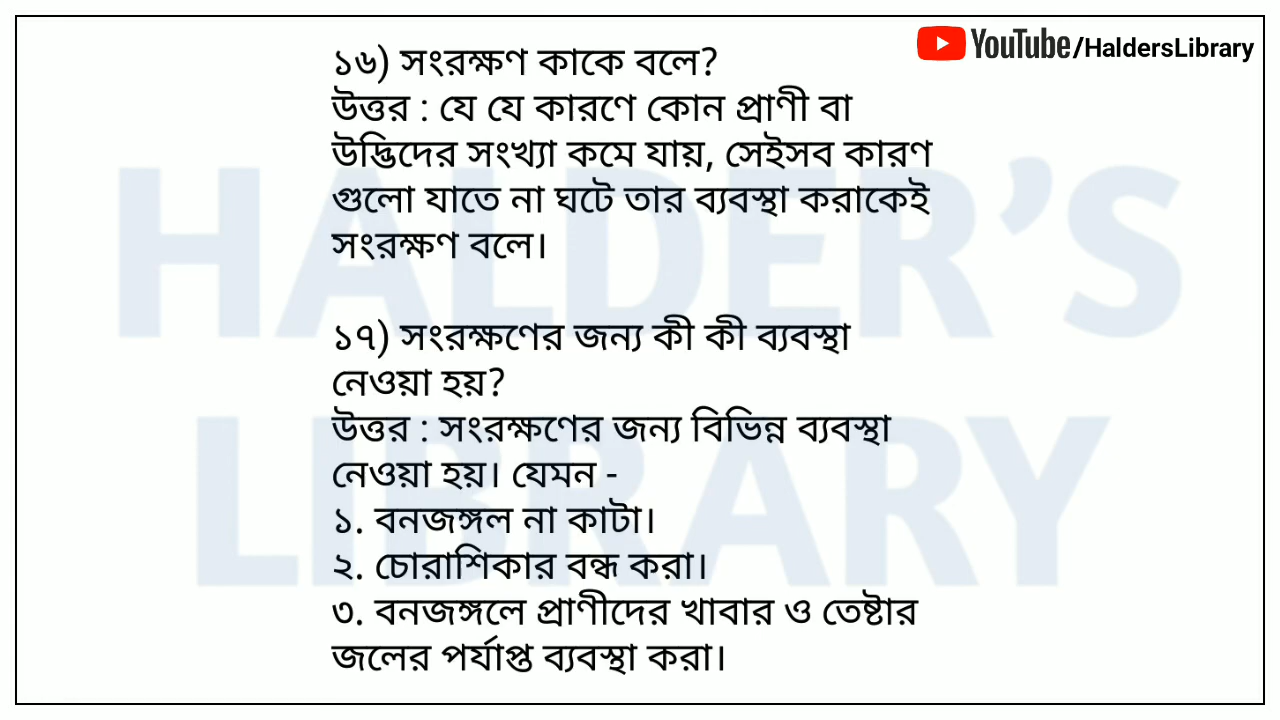 YouTube/HaldersLibrary
১৬) সংরক্ষণ কাকে বলে?
উত্তর : যে যে কারণে কোন প্রাণী বা
উদ্ভিদের সংখ্যা কমে যায়, সেইসব কারণ
গুলো যাতে না ঘটে তার ব্যবস্থা করাকেই
সংরক্ষণ বলে।
১৭) সংরক্ষণের জন্য কী কী ব্যবস্থা
নেওয়া হয়?
উত্তর : সংরক্ষণের জন্য বিভিন্ন ব্যবস্থা
নেওয়া হয়। যেমন -
১. বনজঙ্গল না কাটা।
২. চোরাশিকার বন্ধ করা।
৩. বনজঙ্গলে প্রাণীদের খাবার ও তেষ্টার
জলের পর্যাপ্ত ব্যবস্থা করা।
HALDER'S
LIBRARY